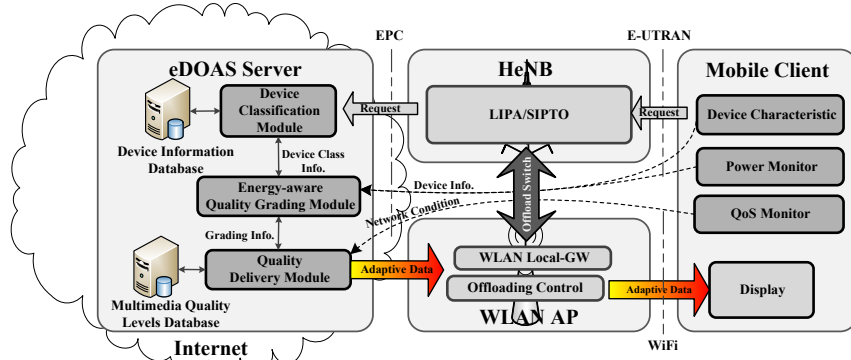 EPC
E-UTRAN
eDOAS Server
HeNB
Mobile Client
Device
Classification
Module
Request
LIPA/SIPTO
Request
Device Characteristic
Device Information
Database
Device Class
Info.
Power Monitor
Energy-aware
Quality Grading Module
Device Info.
Offload Switch
QoS Monitor
Network Condition
Grading Info.
Quality
Delivery Module
Adaptive Data
WLAN Local-GW
Offloading Control
Adaptive Data
Display
Multimedia Quality
Levels Database
WLAN AP
Internet
WiFi